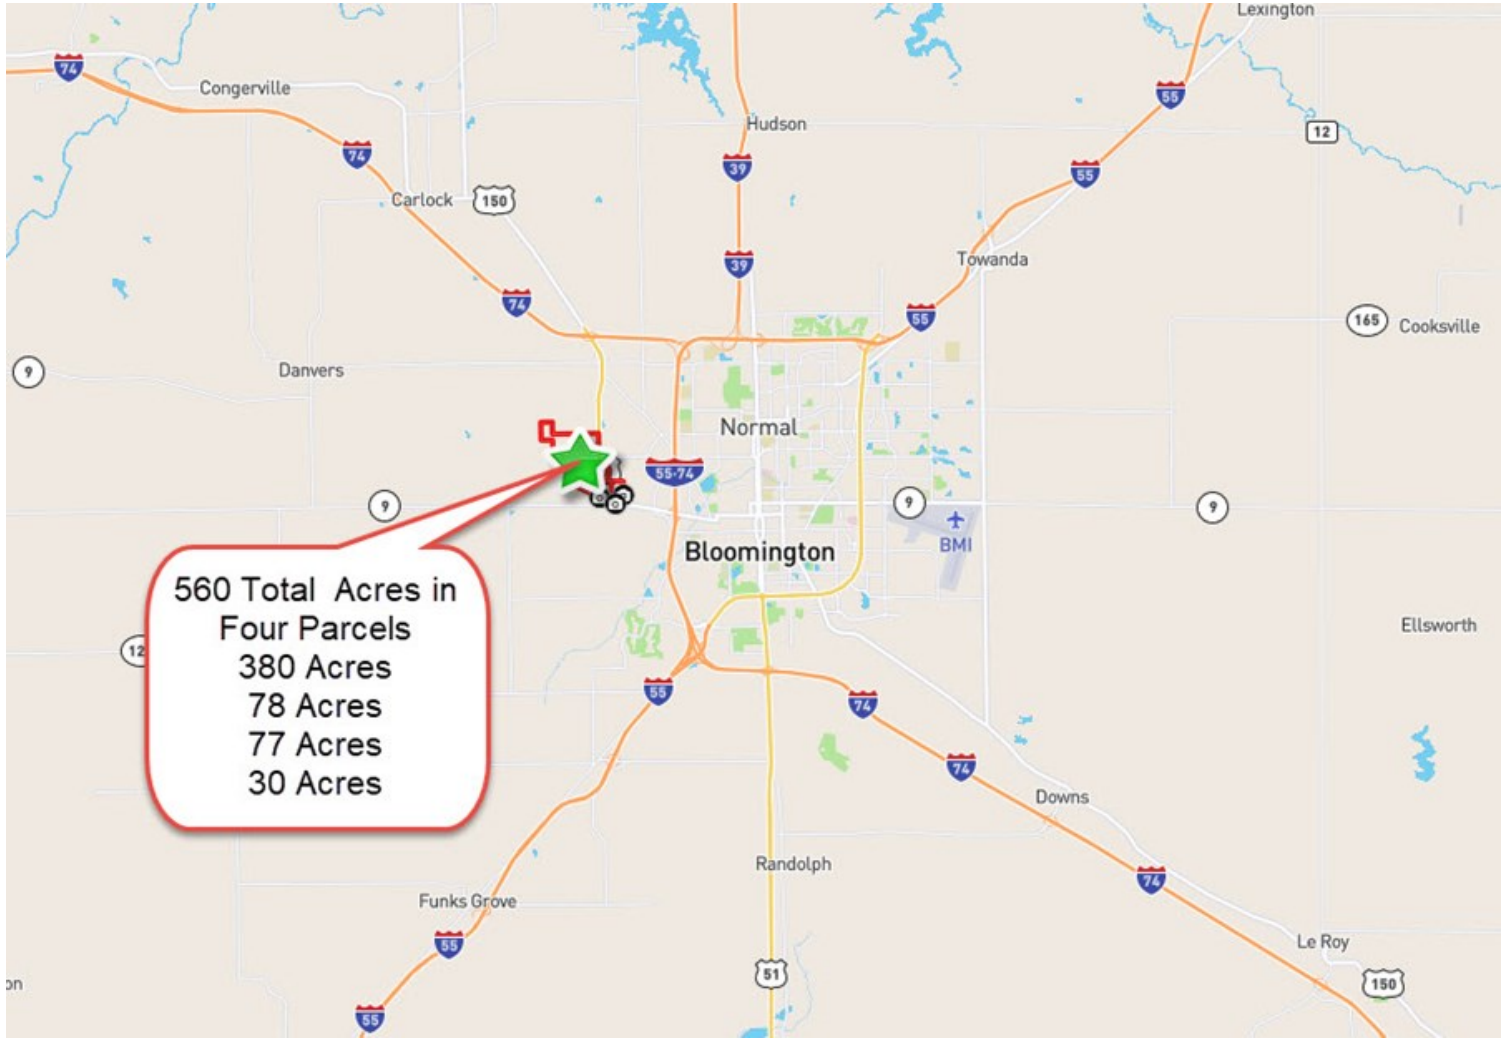 Lexington
74
Congerville
55
Hudson
12
74
39
55
Carlock
150
39
Towanda
74
55
165
Cooksville
9
Danvers
Normal
55-74
9
9
9
BMI
Bloomington
560 Total Acres in
Four Parcels
380 Acres
78 Acres
77 Acres
30 Acres
Ellsworth
12
55
74
74
Downs
Randolph
74
Funks Grove
55
Le Roy
51
150
on
55